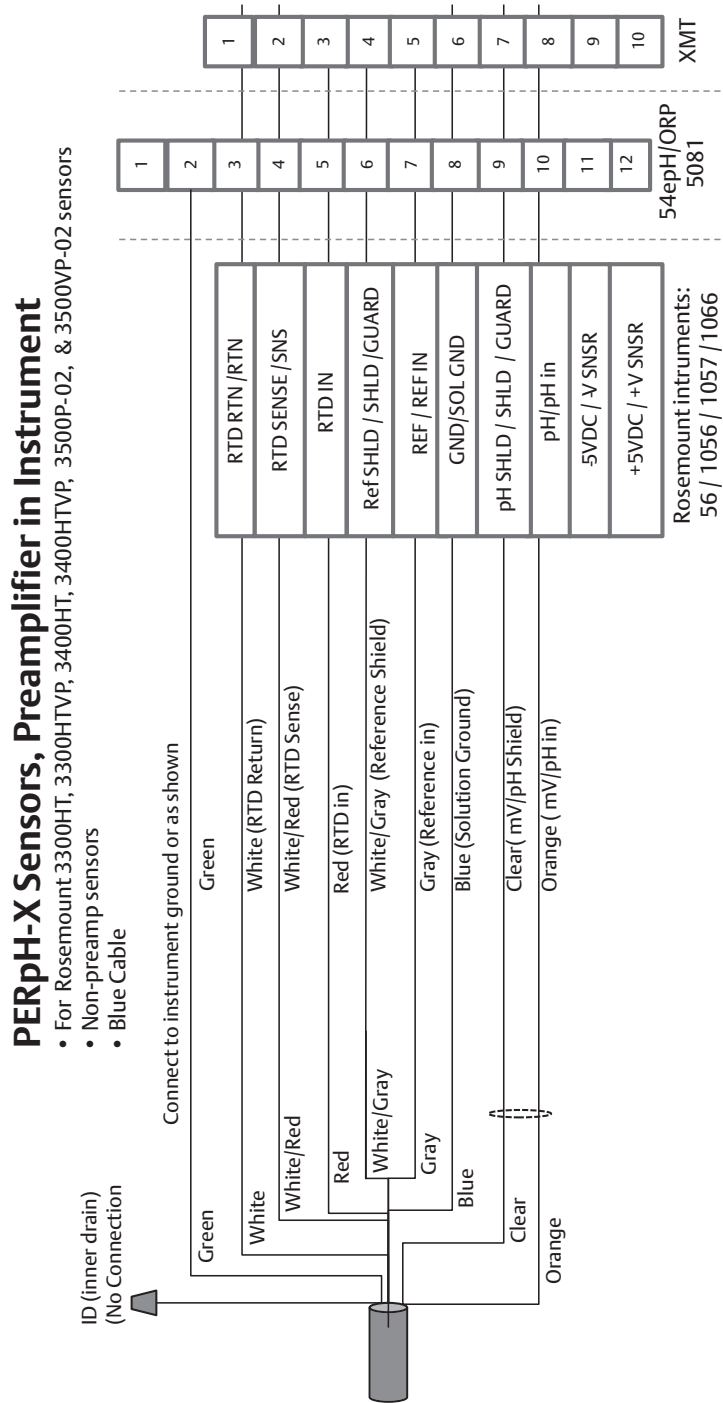 PERpH-X Sensors, Preamplifier in Instrument
• For Rosemount 3300HT, 3300HTVP, 3400HT, 3400HTVP, 3500P-02, & 3500VP-02 sensors
• Non-preamp sensors
• Blue Cable
ID (inner drain)
(No Connection
Connect to instrument ground or as shown
Green
Green
White
White (RTD Return)
White/Red
White/Red (RTD Sense)
Red
Red (RTD in)
White/Gray
White/Gray (Reference Shield)
Gray
Gray (Reference in)
Blue
Blue (Solution Ground)
Clear
Clear( mV/pH Shield)
Orange
Orange ( mV/pH in)
RTD RTN /RTN
RTD SENSE /SNS
RTD IN
Ref SHLD / SHLD /GUARD
REF / REF IN
GND/SOL GND
pH SHLD / SHLD / GUARD
pH/pH in
-5VDC / -V SNSR
+5VDC / +V SNSR
Rosemount intruments:
56 / 1056 / 1057 /1066
1
2
3
4
5
6
7
8
9
10
11
12
54epH/ORP
5081
1
2
3
4
5
6
7
8
9
10
XMT